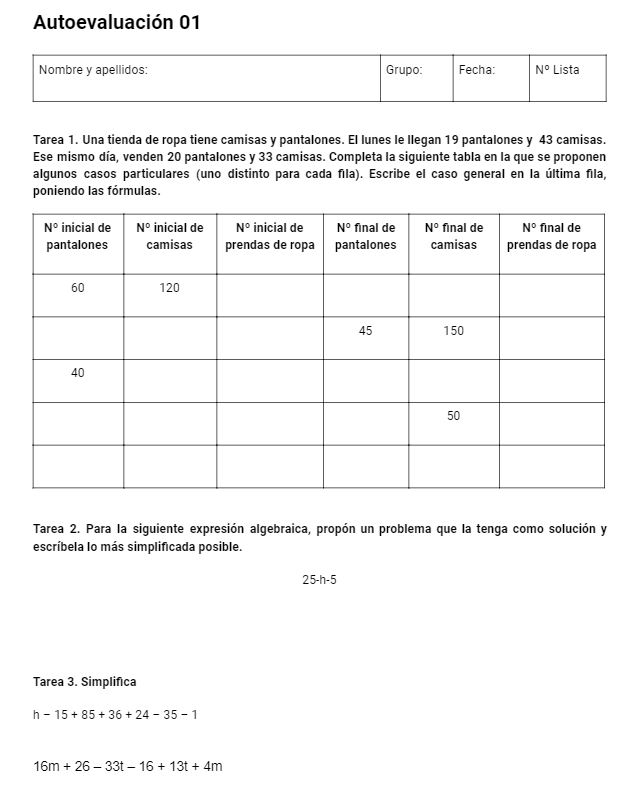 Autoevaluación 01
Nombre y apellidos: Grupo: Fecha: Nº Lista
Tarea 1. Una tienda de ropa tiene camisas y pantalones. El lunes le llegan 19 pantalones y 43 camisas.
Ese mismo día, venden 20 pantalones y 33 camisas. Completa la siguiente tabla en la que se proponen
algunos casos particulares (uno distinto para cada fila). Escribe el caso general en la última fila,
poniendo las fórmulas.
Nº inicial de pantalones Nº inicial de camisas Nº inicial de prendas de ropa Nº final de pantalones Nº final de camisas Nº final de prendas de ropa
60 120
45 150
40
50
Tarea 2. Para la siguiente expresión algebraica, propón un problema que la tenga como solución y
escríbela lo más simplificada posible.
25-h-5
Tarea 3. Simplifica
h – 15 + 85 + 36 + 24 – 35 – 1
16m + 26 – 33t – 16 + 13t + 4m